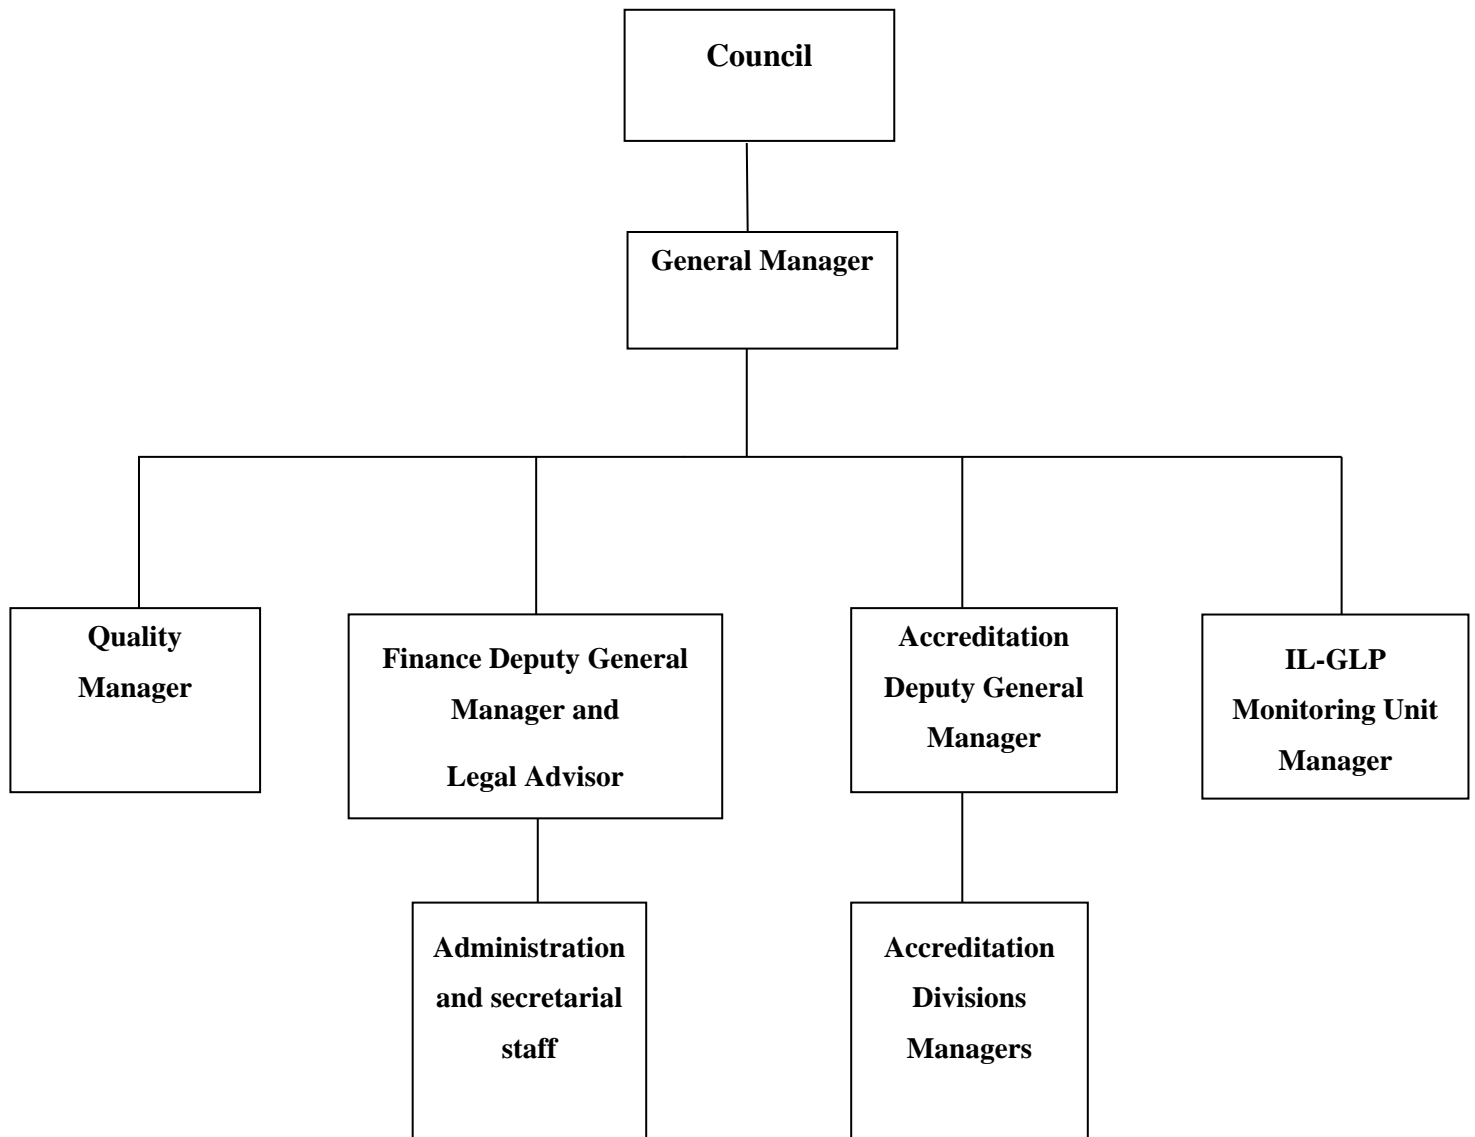 Council
General Manager
Quality
Manager
Finance Deputy General
Manager and
Legal Advisor
Accreditation
Deputy General
Manager
IL-GLP
Monitoring Unit
Manager
Administration
and secretarial
staff
Accreditation
Divisions
Managers